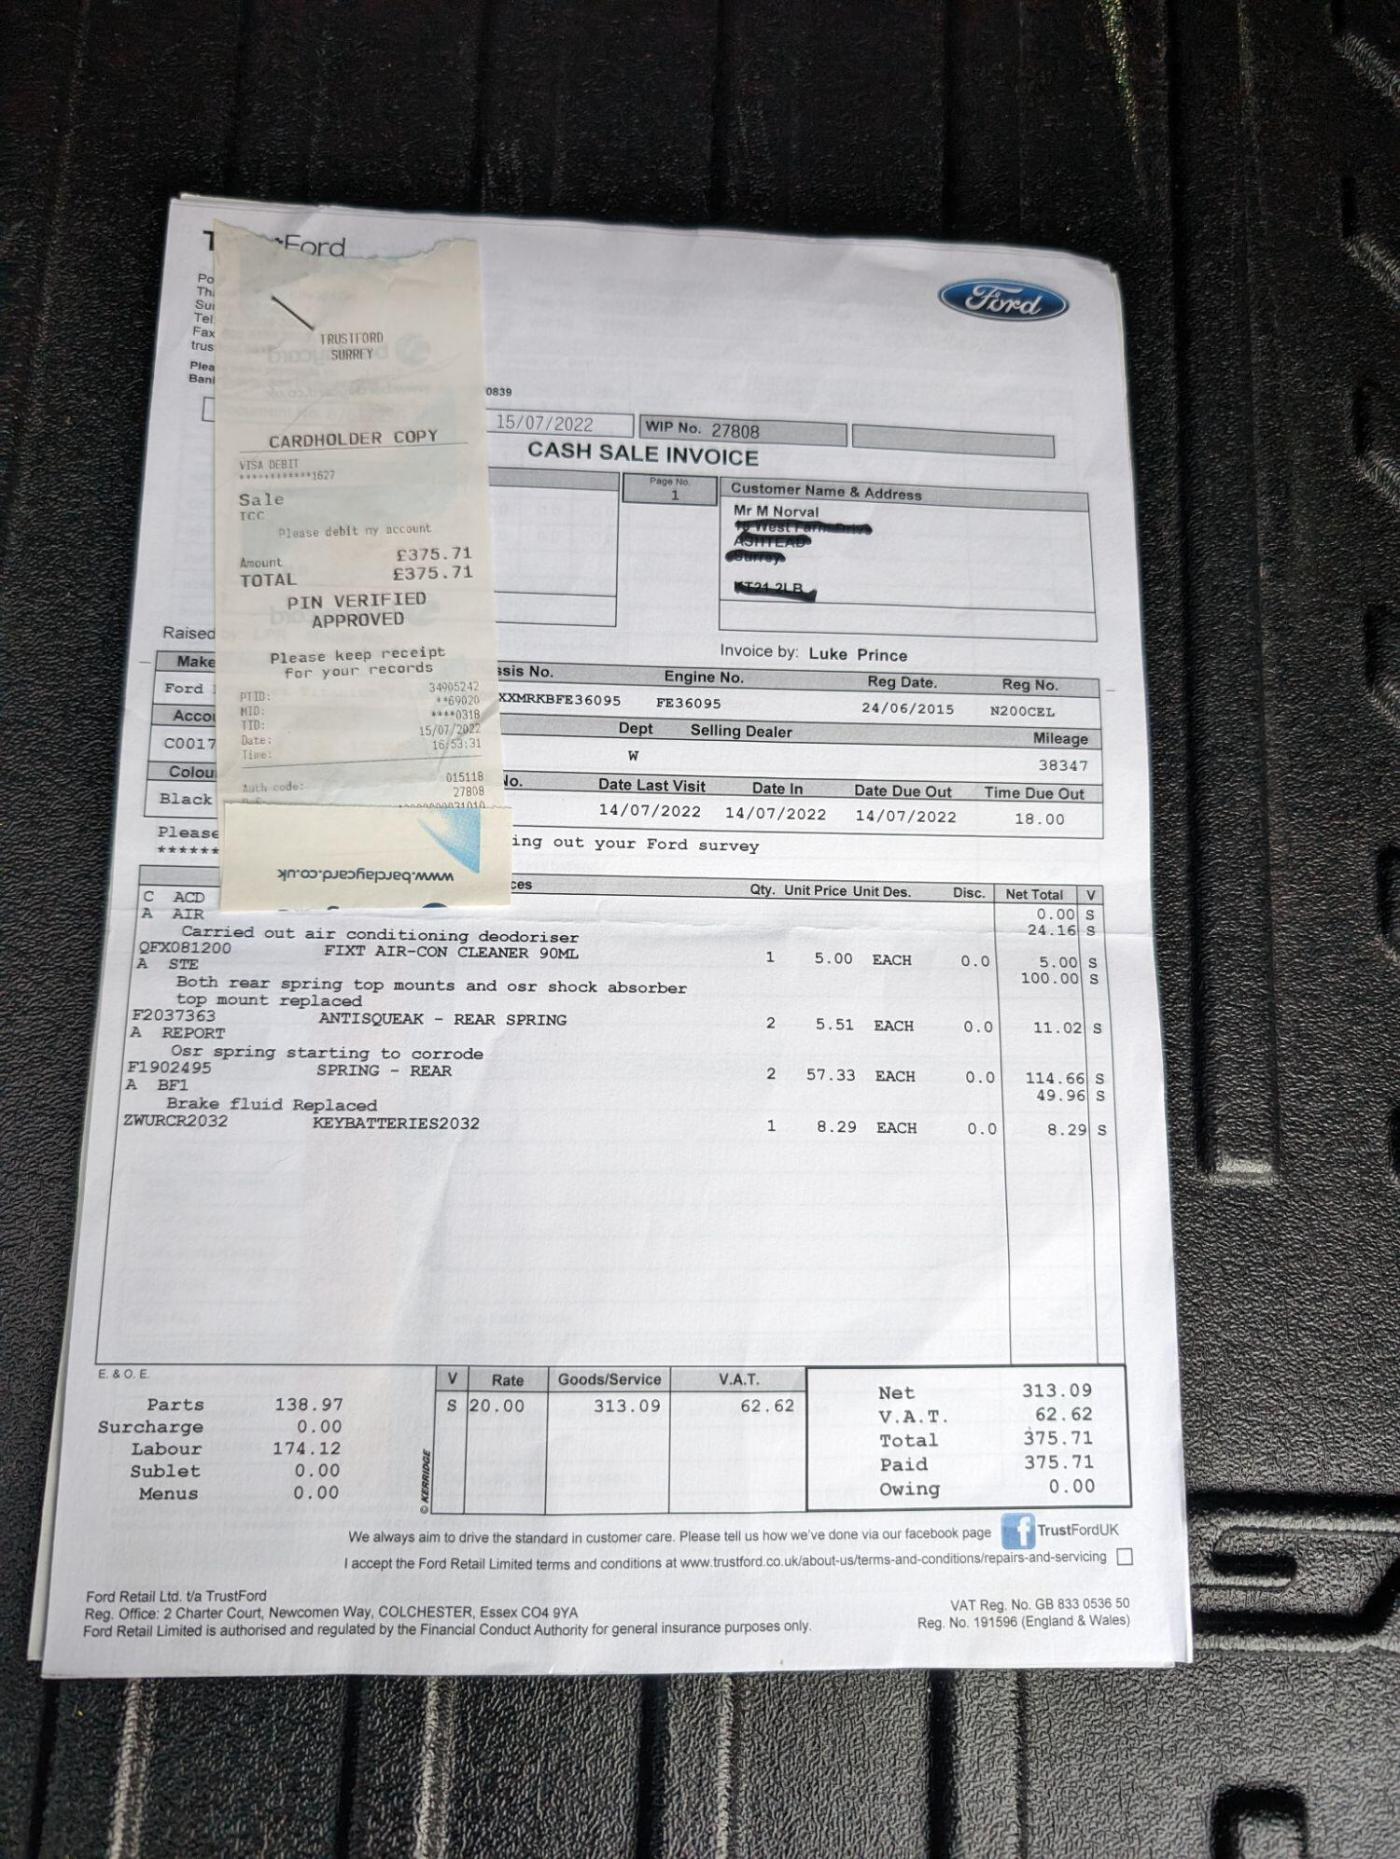 Ford
Po
Th
Sur
Tel
Fax
trus
Plea
Bank
0839
Ford
15/07/2022
WIP No. 27808
CASH SALE INVOICE
Page No.
1
Customer Name & Address
Mr M Norval
TRUSTFORD
SURREY
CARDHOLDER COPY
VISA DEBIT
************1627
Sale
TCC
Please debit my account
Amount £375.71
TOTAL £375.71
PIN VERIFIED
APPROVED
Please keep receipt
for your records
PTID: 34905242
MID: **69020
TID: ****0318
Date: 15/07/2022
Time: 16:53:31
Auth code: 015118
27808
www.barclaycard.co.uk
Raised
Invoice by: Luke Prince
Make
ssis No. Engine No. Reg Date. Reg No.
Ford XXMRKBFE36095 FE36095 24/06/2015 N200CEL
Accou Dept Selling Dealer Mileage
C0017 W 38347
Colou No. Date Last Visit Date In Date Due Out Time Due Out
Black 14/07/2022 14/07/2022 14/07/2022 18.00
Please ing out your Ford survey
******
ces Qty. Unit Price Unit Des. Disc. Net Total V
C ACD 0.00 S
A AIR 24.16 S
Carried out air conditioning deodoriser
QFX081200 FIXT AIR-CON CLEANER 90ML 1 5.00 EACH 0.0 5.00 S
A STE 100.00 S
Both rear spring top mounts and osr shock absorber
top mount replaced
F2037363 ANTISQUEAK - REAR SPRING 2 5.51 EACH 0.0 11.02 S
A REPORT
Osr spring starting to corrode
F1902495 SPRING - REAR 2 57.33 EACH 0.0 114.66 S
A BF1 49.96 S
Brake fluid Replaced
ZWURCR2032 KEYBATTERIES2032 1 8.29 EACH 0.0 8.29 S
E. & O. E.
Parts 138.97
Surcharge 0.00
Labour 174.12
Sublet 0.00
Menus 0.00
© KERRIDGE
V Rate Goods/Service V.A.T.
S 20.00 313.09 62.62
Net 313.09
V.A.T. 62.62
Total 375.71
Paid 375.71
Owing 0.00
We always aim to drive the standard in customer care. Please tell us how we've done via our facebook page f TrustFordUK
I accept the Ford Retail Limited terms and conditions at www.trustford.co.uk/about-us/terms-and-conditions/repairs-and-servicing
Ford Retail Ltd. t/a TrustFord
Reg. Office: 2 Charter Court, Newcomen Way, COLCHESTER, Essex CO4 9YA
Ford Retail Limited is authorised and regulated by the Financial Conduct Authority for general insurance purposes only.
VAT Reg. No. GB 833 0536 50
Reg. No. 191596 (England & Wales)